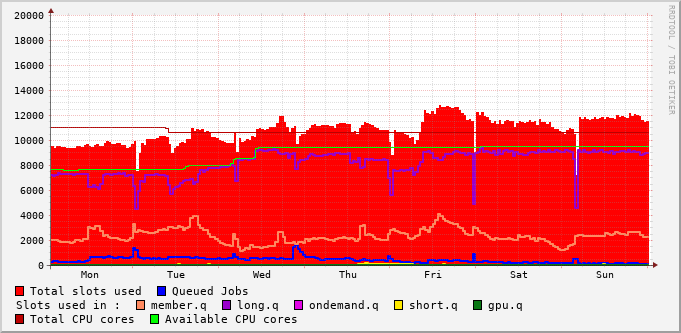 RRDTOOL / TOBI OETIKER
20000
18000
16000
14000
12000
10000
8000
6000
4000
2000
0
Mon Tue Wed Thu Fri Sat Sun
Total slots used Queued Jobs
Slots used in : member.q long.q ondemand.q short.q gpu.q
Total CPU cores Available CPU cores